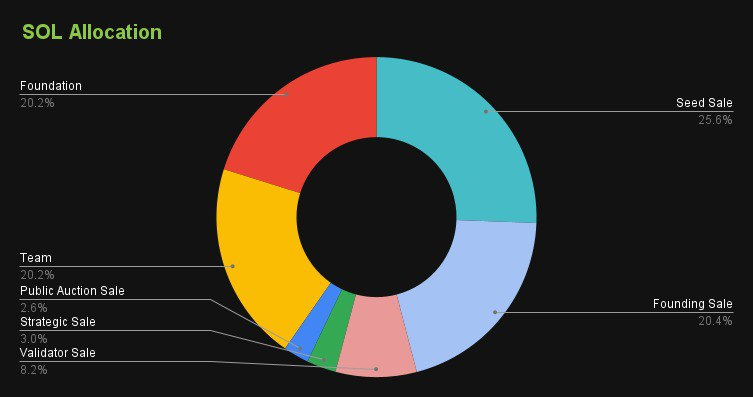 SOL Allocation
Foundation
20.2%
Seed Sale
25.6%
Team
20.2%
Public Auction Sale
2.6%
Founding Sale
20.4%
Strategic Sale
3.0%
Validator Sale
8.2%